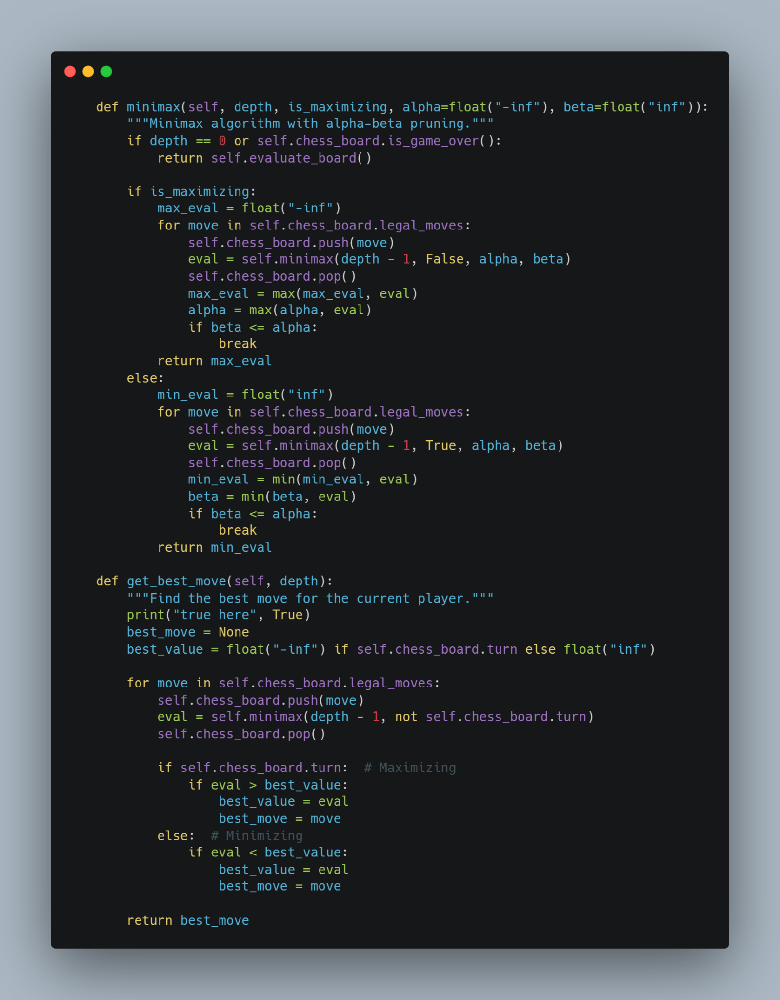 def minimax(self, depth, is_maximizing, alpha=float("-inf"), beta=float("inf")):
    """Minimax algorithm with alpha-beta pruning."""
    if depth == 0 or self.chess_board.is_game_over():
        return self.evaluate_board()

    if is_maximizing:
        max_eval = float("-inf")
        for move in self.chess_board.legal_moves:
            self.chess_board.push(move)
            eval = self.minimax(depth - 1, False, alpha, beta)
            self.chess_board.pop()
            max_eval = max(max_eval, eval)
            alpha = max(alpha, eval)
            if beta <= alpha:
                break
        return max_eval
    else:
        min_eval = float("inf")
        for move in self.chess_board.legal_moves:
            self.chess_board.push(move)
            eval = self.minimax(depth - 1, True, alpha, beta)
            self.chess_board.pop()
            min_eval = min(min_eval, eval)
            beta = min(beta, eval)
            if beta <= alpha:
                break
        return min_eval

def get_best_move(self, depth):
    """Find the best move for the current player."""
    print("true here", True)
    best_move = None
    best_value = float("-inf") if self.chess_board.turn else float("inf")

    for move in self.chess_board.legal_moves:
        self.chess_board.push(move)
        eval = self.minimax(depth - 1, not self.chess_board.turn)
        self.chess_board.pop()

        if self.chess_board.turn:  # Maximizing
            if eval > best_value:
                best_value = eval
                best_move = move
        else:  # Minimizing
            if eval < best_value:
                best_value = eval
                best_move = move

    return best_move